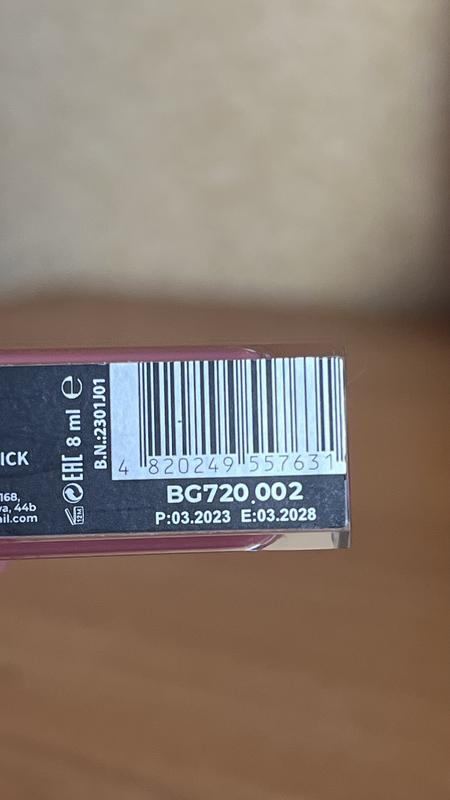 ICK
168,
va, 44b
ail.com
12M
EAC 8 ml e
B.N.:2301J01
4 820249 557631
BG720 002
P:03.2023 E:03.2028